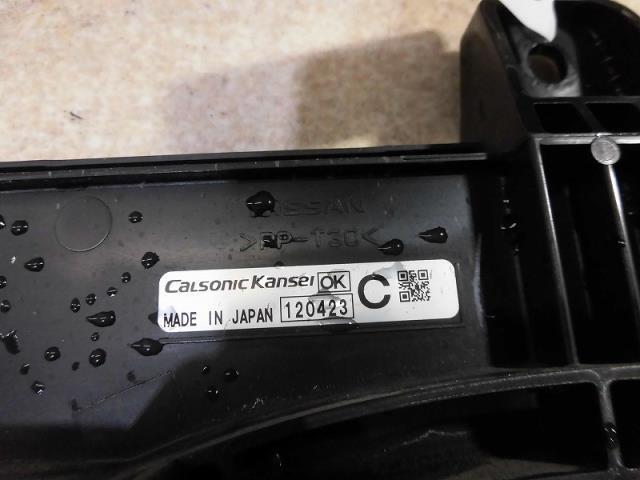 NISSAN
>PP-T30<
CalsonicKansei OK C
MADE IN JAPAN 120423